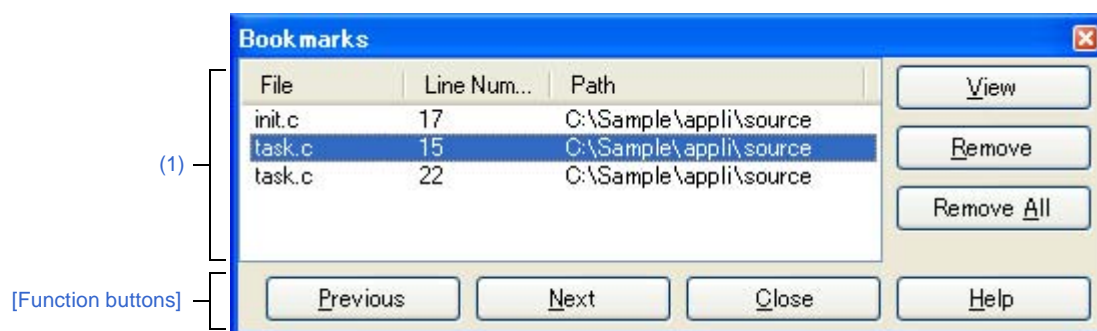 Bookmarks
File Line Num... Path
View
init.c 17 C:\Sample\appli\source
task.c 15 C:\Sample\appli\source
Remove
(1)
task.c 22 C:\Sample\appli\source
Remove All
[Function buttons]
Previous Next Close Help